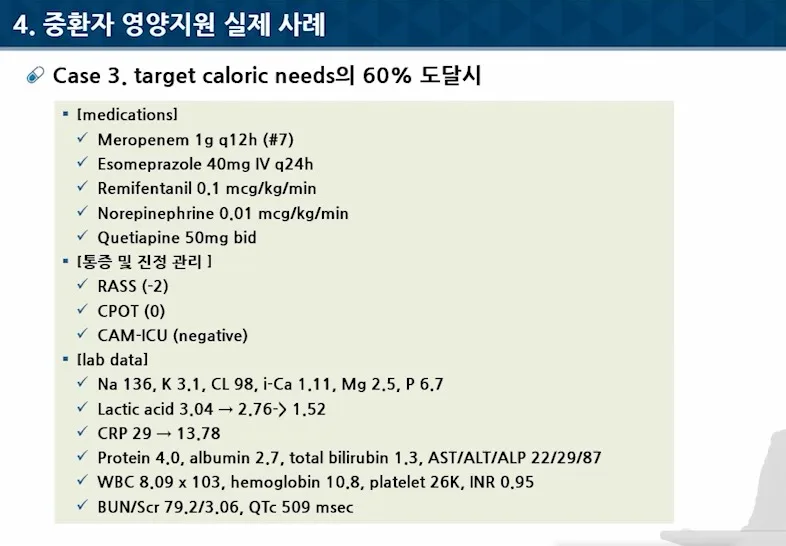 4. 중환자 영양지원 실제 사례
Case 3. target caloric needs의 60% 도달시
[medications]
Meropenem 1g q12h (#7)
Esomeprazole 40mg IV q24h
Remifentanil 0.1 mcg/kg/min
Norepinephrine 0.01 mcg/kg/min
Quetiapine 50mg bid
[통증 및 진정 관리 ]
RASS (-2)
CPOT (0)
CAM-ICU (negative)
[lab data]
Na 136, K 3.1, CL 98, i-Ca 1.11, Mg 2.5, P 6.7
Lactic acid 3.04 → 2.76-> 1.52
CRP 29 → 13.78
Protein 4.0, albumin 2.7, total bilirubin 1.3, AST/ALT/ALP 22/29/87
WBC 8.09 x 103, hemoglobin 10.8, platelet 26K, INR 0.95
BUN/Scr 79.2/3.06, QTc 509 msec